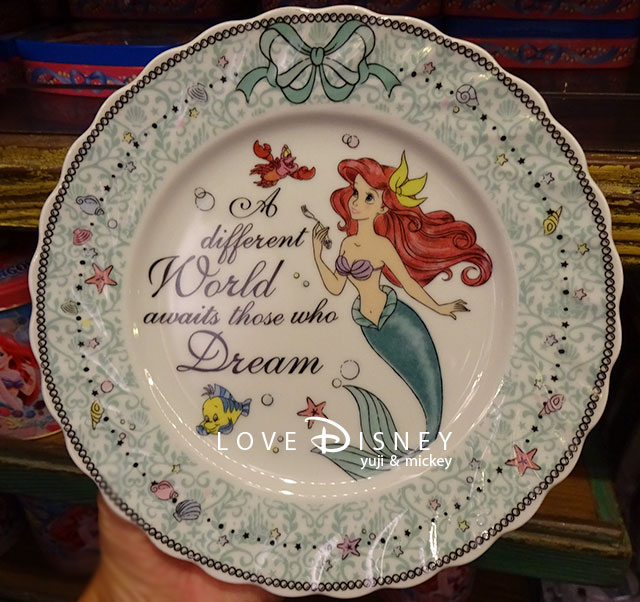 A
different
World
awaits those who
Dream
LOVE DISNEY
yuji & mickey